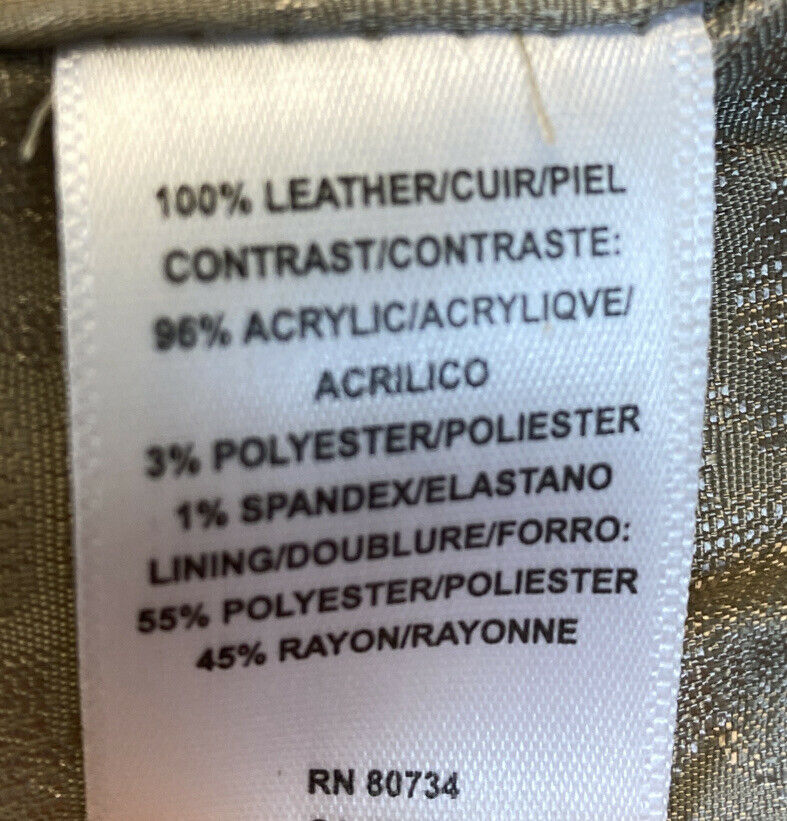 100% LEATHER/CUIR/PIEL
CONTRAST/CONTRASTE:
96% ACRYLIC/ACRYLIQVE/
ACRILICO
3% POLYESTER/POLIESTER
1% SPANDEX/ELASTANO
LINING/DOUBLURE/FORRO:
55% POLYESTER/POLIESTER
45% RAYON/RAYONNE
RN 80734